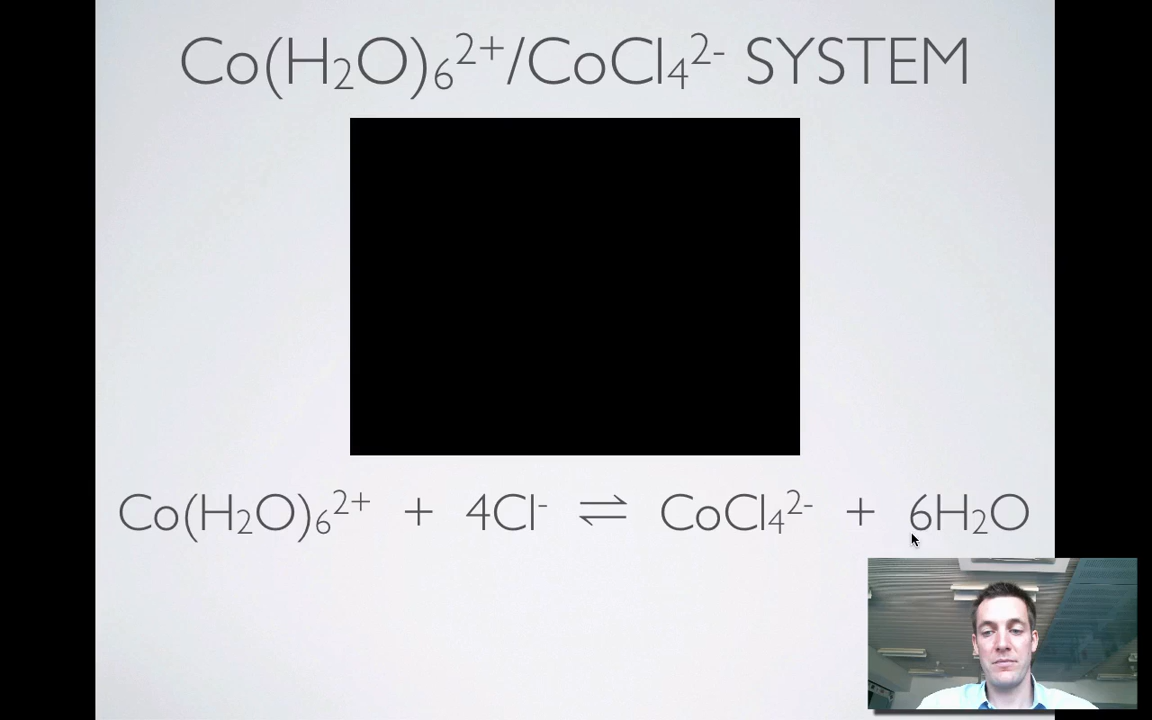 Co(H₂O)₆²⁺/CoCl₄²⁻ SYSTEM
Co(H₂O)₆²⁺ + 4Cl⁻ ⇌ CoCl₄²⁻ + 6H₂O